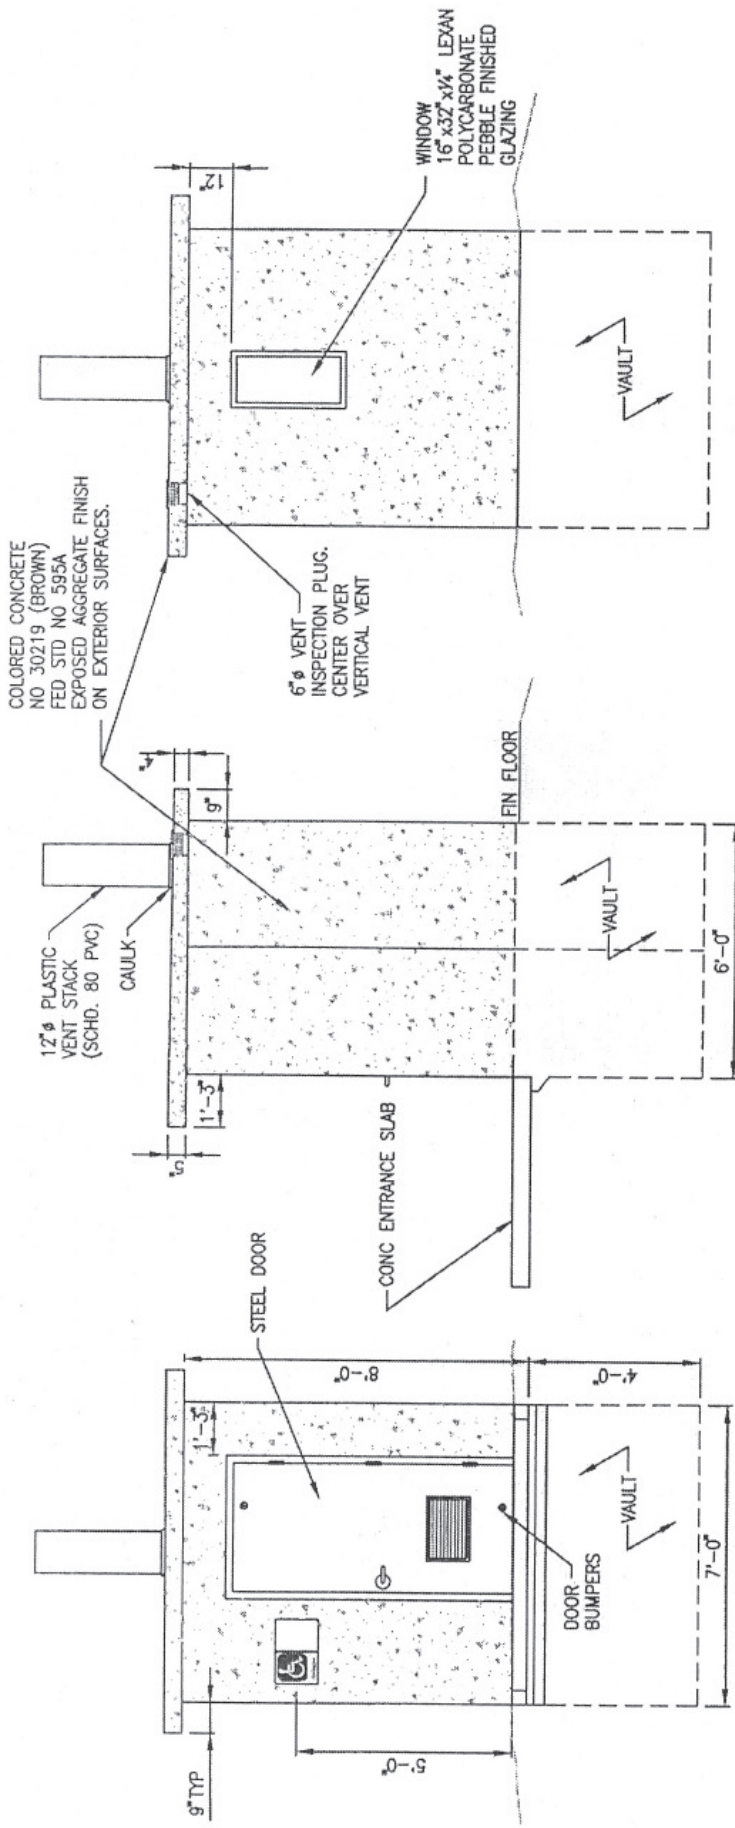 9" TYP
5'-0"
1'-3"
8'-0"
4'-0"
7'-0"
STEEL DOOR
DOOR
BUMPERS
VAULT
12"ø PLASTIC
VENT STACK
(SCHD. 80 PVC)
CAULK
5"
1'-3"
4"
9"
CONC ENTRANCE SLAB
FIN FLOOR
VAULT
6'-0"
COLORED CONCRETE
NO 30219 (BROWN)
FED STD NO 595A
EXPOSED AGGREGATE FINISH
ON EXTERIOR SURFACES.
6"ø VENT
INSPECTION PLUG.
CENTER OVER
VERTICAL VENT
12"
WINDOW
16"x32"x¼" LEXAN
POLYCARBONATE
PEBBLE FINISHED
GLAZING
VAULT